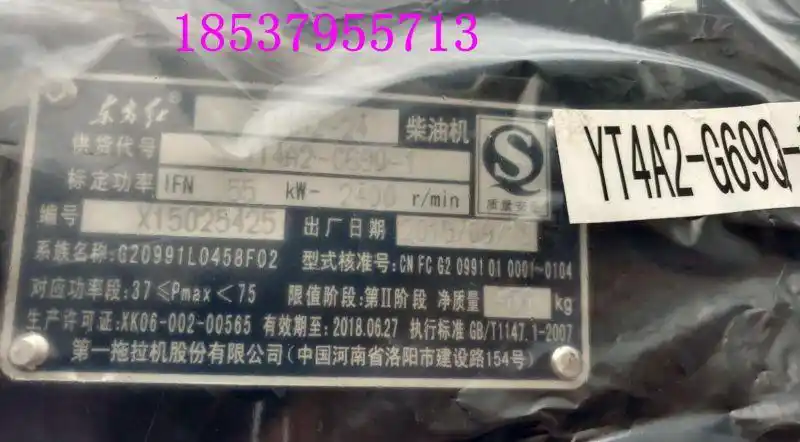 18537955713
东方红® 柴油机
供货代号 YT4A2-G69Q-1
标定功率 IFN 55 kW- 2400 r/min
质量安全
编号 X15025425 出厂日期
系族名称:G20991L0458F02 型式核准号:CN FC G2 0991 01 0001-0104
对应功率段:37≤Pmax<75 限值阶段:第II阶段 净质量 kg
生产许可证:XK06-002-00565 有效期至:2018.06.27 执行标准 GB/T1147.1-2007
第一拖拉机股份有限公司(中国河南省洛阳市建设路154号)
YT4A2-G69Q-